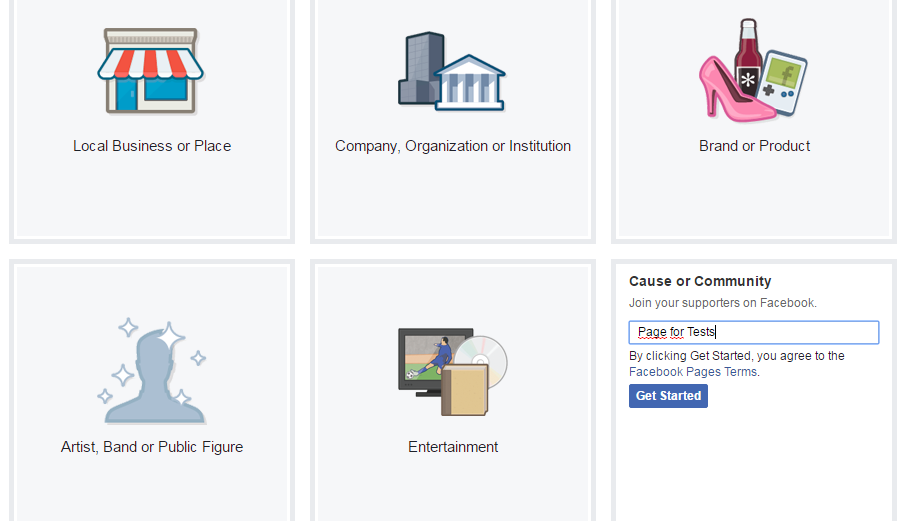 Local Business or Place
Company, Organization or Institution
Brand or Product
Artist, Band or Public Figure
Entertainment
Cause or Community
Join your supporters on Facebook.
Page for Tests
By clicking Get Started, you agree to the
Facebook Pages Terms.
Get Started